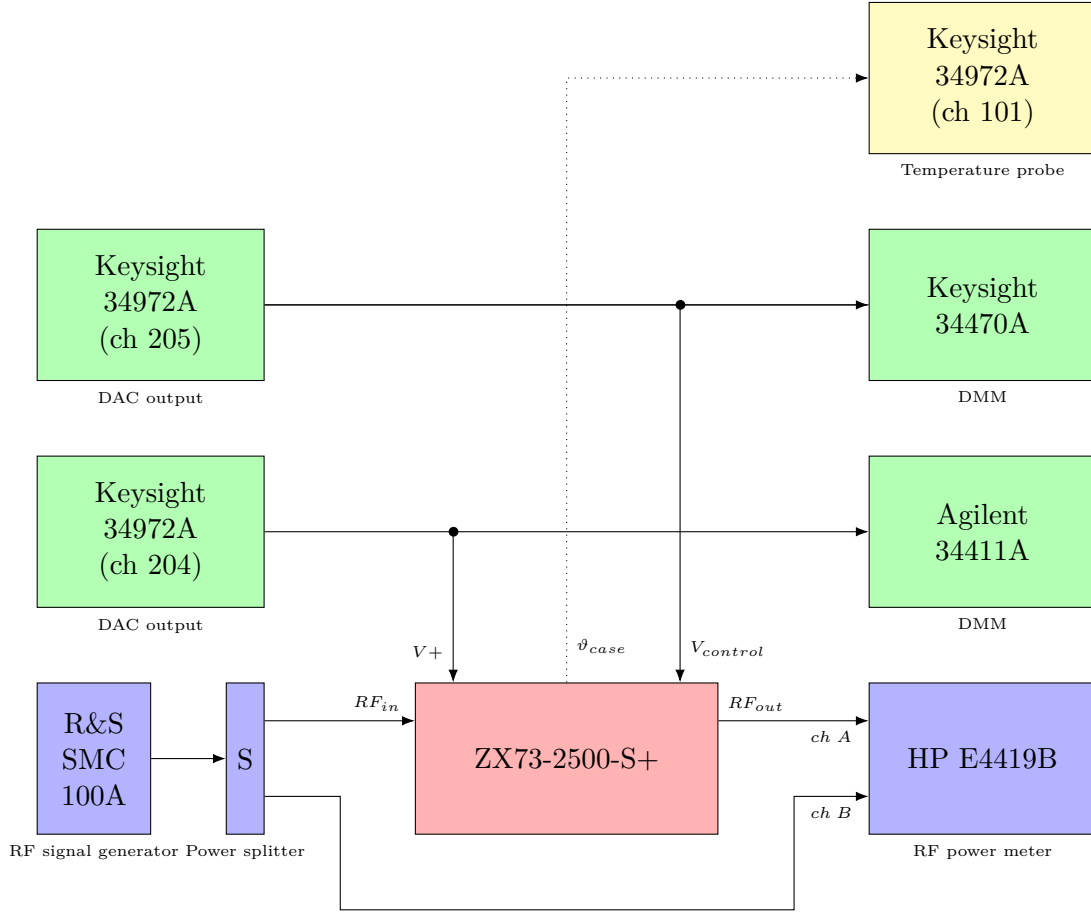 Keysight
34972A
(ch 101)
Temperature probe
Keysight
34972A
(ch 205)
DAC output
Keysight
34470A
DMM
Keysight
34972A
(ch 204)
DAC output
Agilent
34411A
DMM
V+
ϑcase
Vcontrol
R&S
SMC
100A
RF signal generator
S
Power splitter
RFin
ZX73-2500-S+
RFout
ch A
ch B
HP E4419B
RF power meter